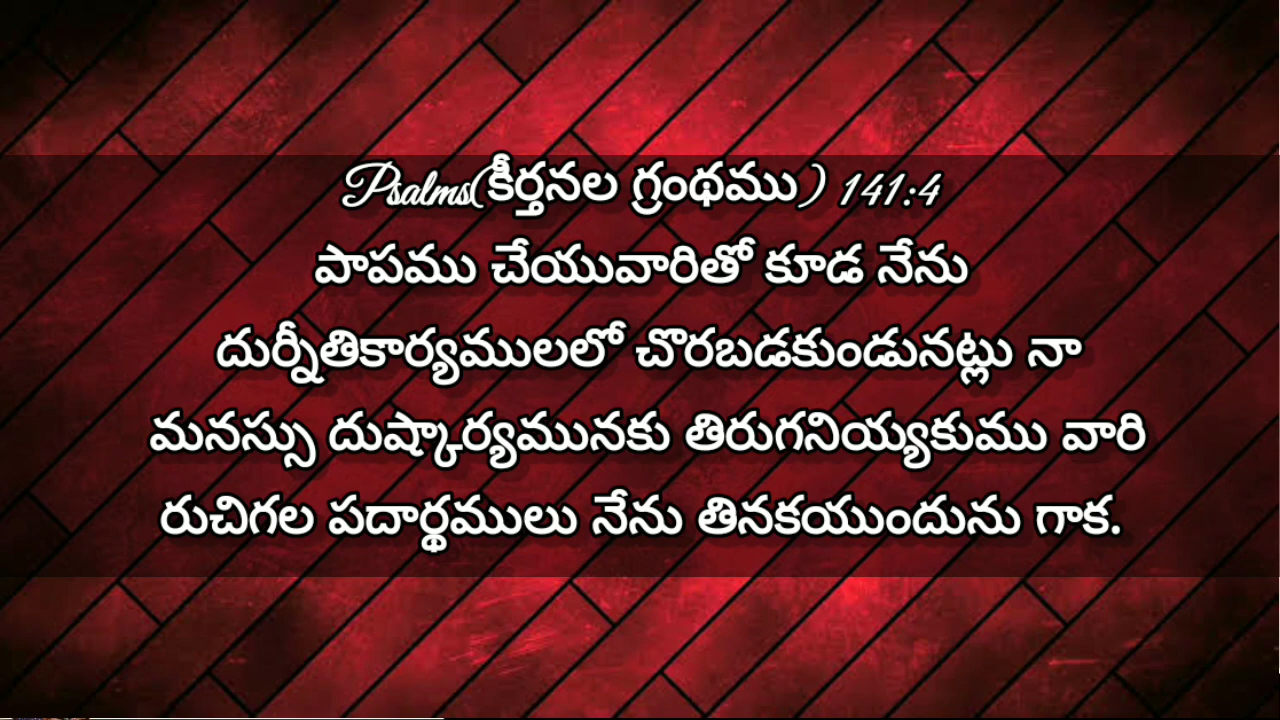 Psalms(కీర్తనల గ్రంథము) 141:4
పాపము చేయువారితో కూడ నేను
దుర్నీతికార్యములలో చొరబడకుండునట్లు నా
మనస్సు దుష్కార్యమునకు తిరుగనియ్యకుము వారి
రుచిగల పదార్థములు నేను తినకయుందును గాక.